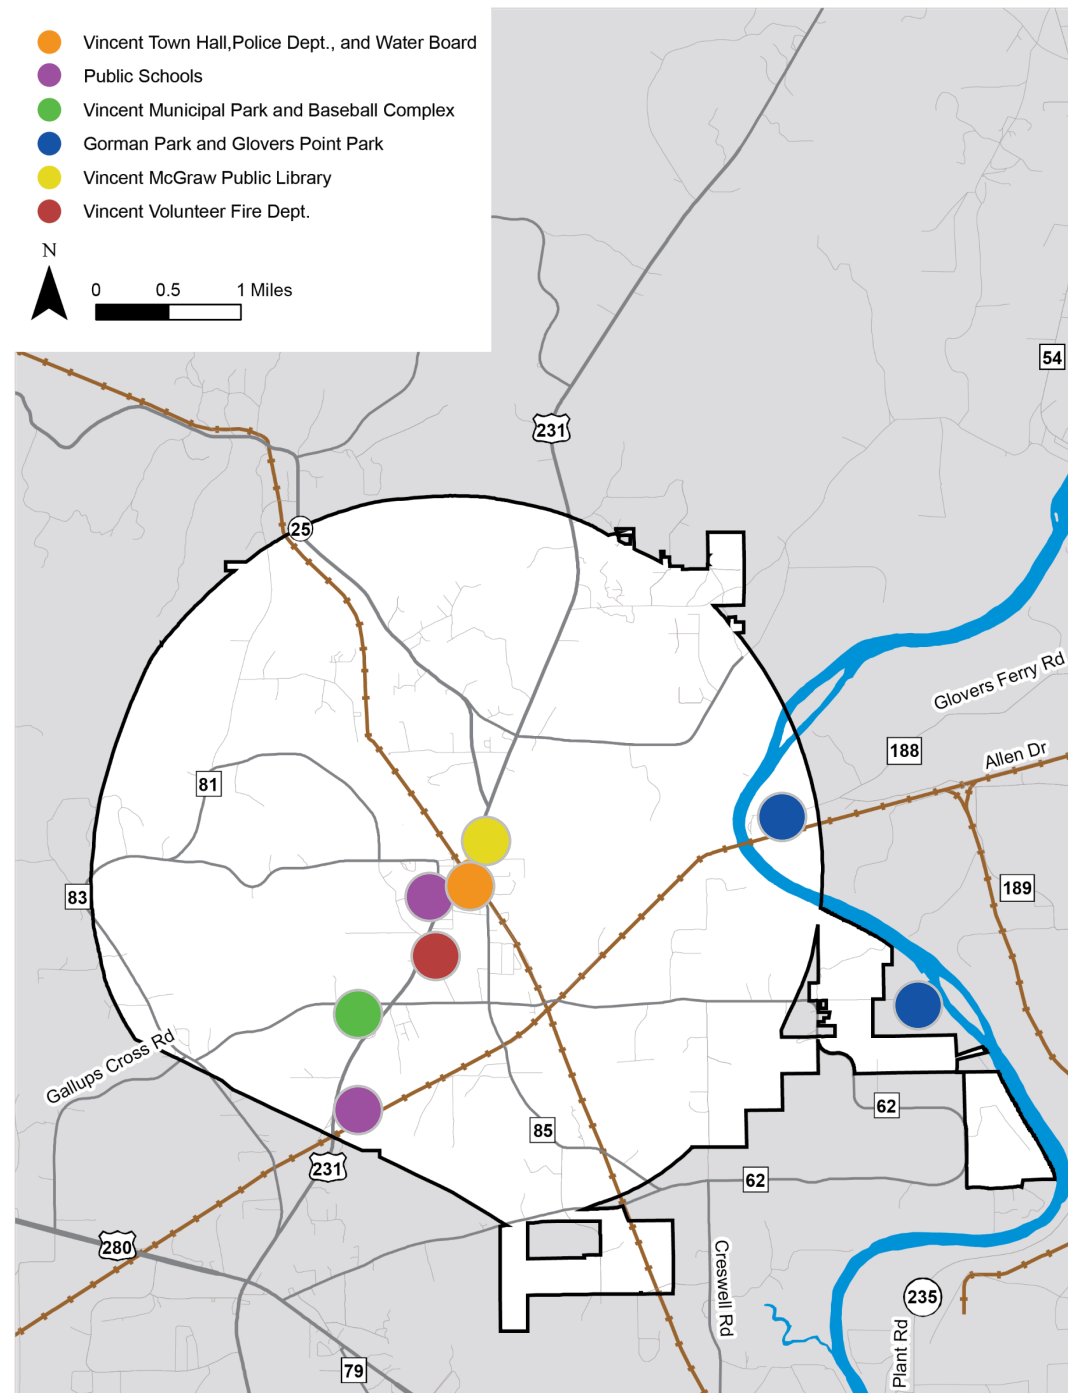 Vincent Town Hall,Police Dept., and Water Board
Public Schools
Vincent Municipal Park and Baseball Complex
Gorman Park and Glovers Point Park
Vincent McGraw Public Library
Vincent Volunteer Fire Dept.
N
0 0.5 1 Miles
54
231
25
Glovers Ferry Rd
188
Allen Dr
81
83
189
Gallups Cross Rd
62
85
231
62
280
Creswell Rd
235
Plant Rd
79